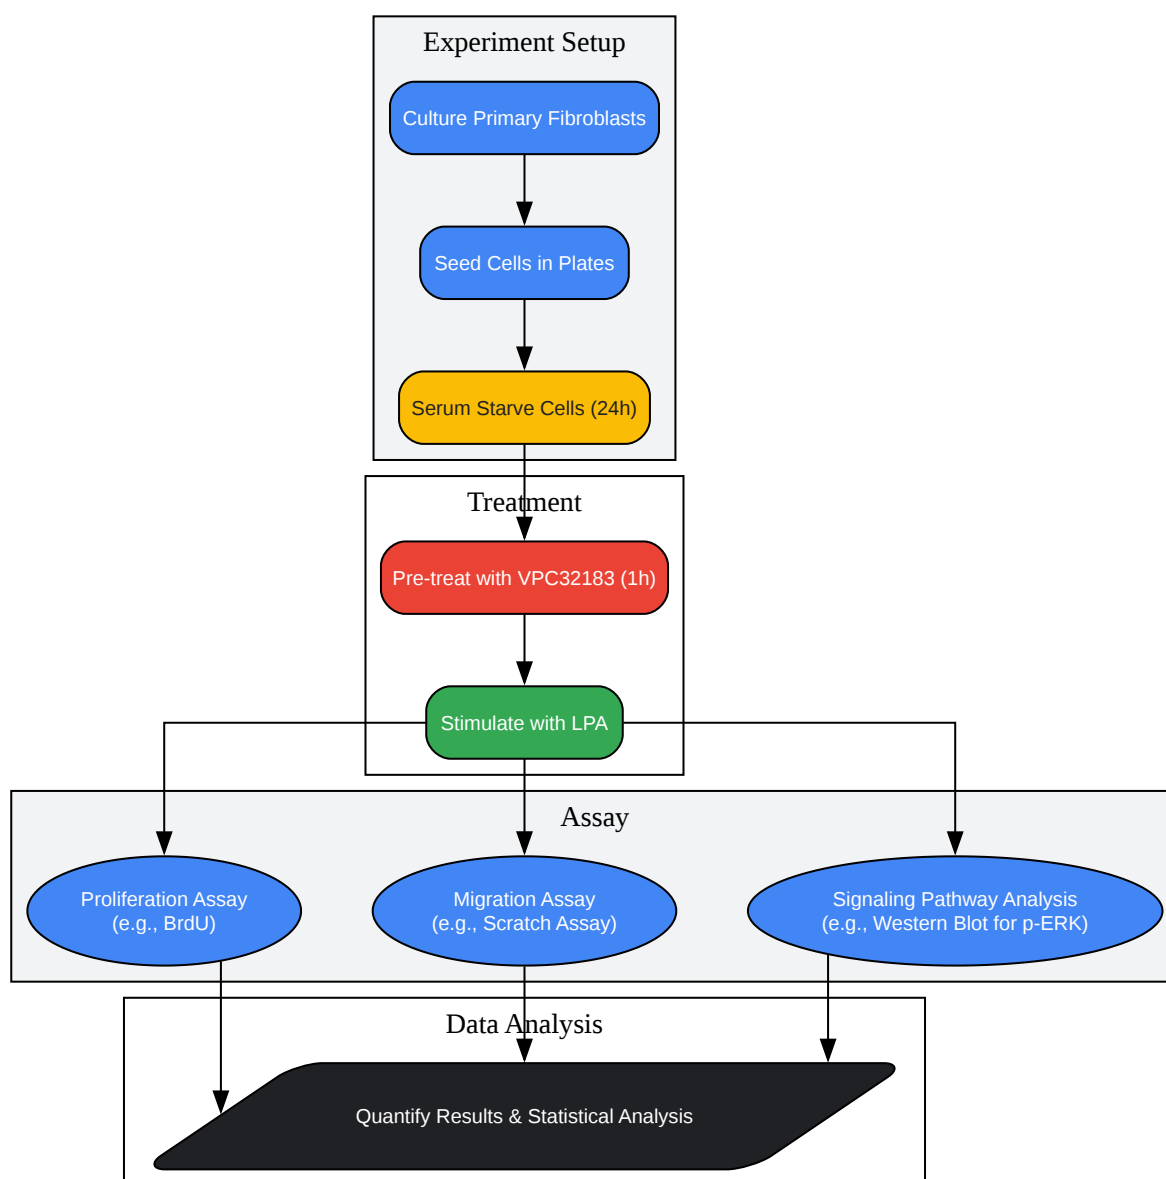 Experiment Setup
Culture Primary Fibroblasts
Seed Cells in Plates
Serum Starve Cells (24h)
Treatment
Pre-treat with VPC32183 (1h)
Stimulate with LPA
Assay
Proliferation Assay
(e.g., BrdU)
Migration Assay
(e.g., Scratch Assay)
Signaling Pathway Analysis
(e.g., Western Blot for p-ERK)
Data Analysis
Quantify Results & Statistical Analysis